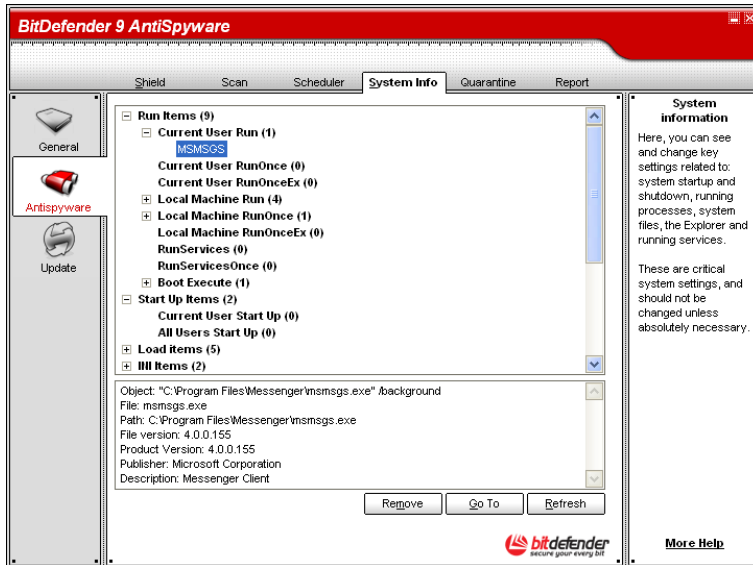 BitDefender 9 AntiSpyware
Shield
Scan
Scheduler
System Info
Quarantine
Report
General
Antispyware
Update
Run Items (9)
Current User Run (1)
MSMSGS
Current User RunOnce (0)
Current User RunOnceEx (0)
Local Machine Run (4)
Local Machine RunOnce (1)
Local Machine RunOnceEx (0)
RunServices (0)
RunServicesOnce (0)
Boot Execute (1)
Start Up Items (2)
Current User Start Up (0)
All Users Start Up (0)
Load items (5)
INI Items (2)
Object: "C:\Program Files\Messenger\msmsgs.exe" /background
File: msmsgs.exe
Path: C:\Program Files\Messenger\msmsgs.exe
File version: 4.0.0.155
Product Version: 4.0.0.155
Publisher: Microsoft Corporation
Description: Messenger Client
Remove
Go To
Refresh
bitdefender
secure your every bit
System
information
Here, you can see
and change key
settings related to:
system startup and
shutdown, running
processes, system
files, the Explorer and
running services.
These are critical
system settings, and
should not be
changed unless
absolutely necessary.
More Help